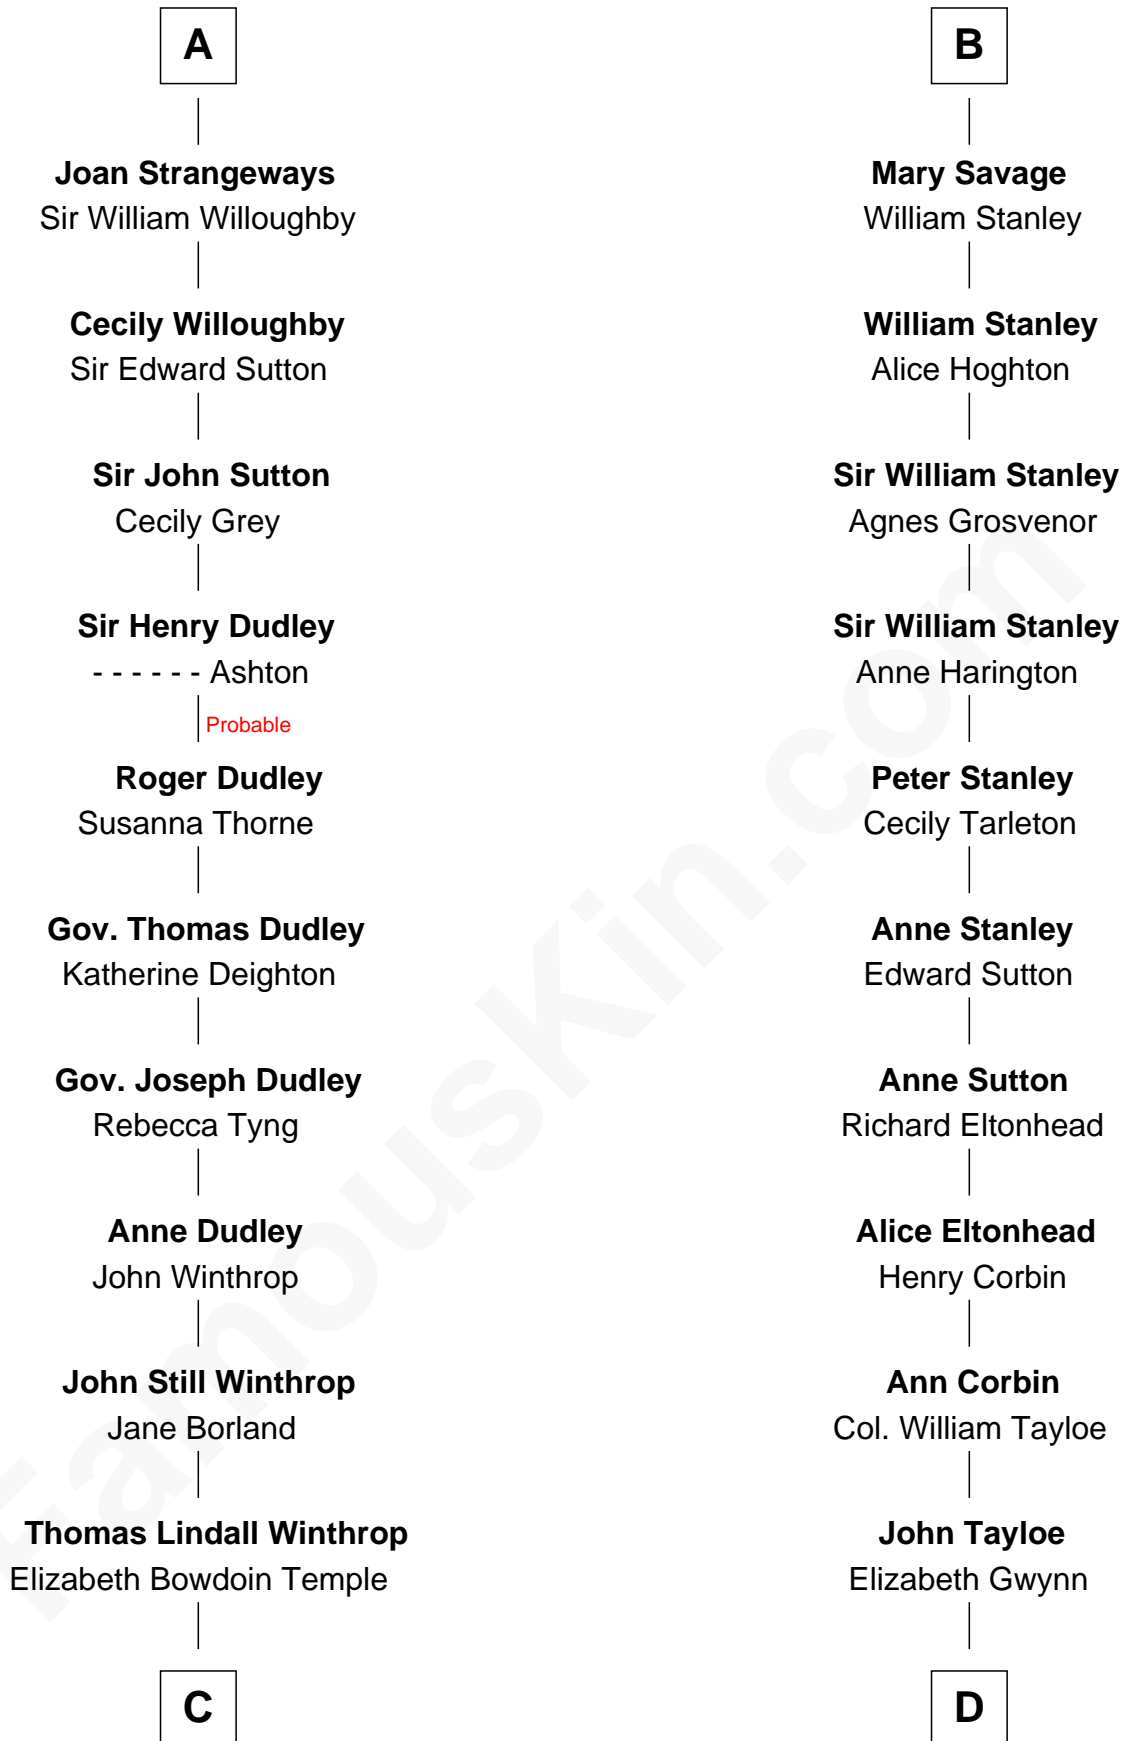 A
Joan Strangeways
Sir William Willoughby
Cecily Willoughby
Sir Edward Sutton
Sir John Sutton
Cecily Grey
Sir Henry Dudley
- - - - - - Ashton
Probable
Roger Dudley
Susanna Thorne
Gov. Thomas Dudley
Katherine Deighton
Gov. Joseph Dudley
Rebecca Tyng
Anne Dudley
John Winthrop
John Still Winthrop
Jane Borland
Thomas Lindall Winthrop
Elizabeth Bowdoin Temple
C
B
Mary Savage
William Stanley
William Stanley
Alice Hoghton
Sir William Stanley
Agnes Grosvenor
Sir William Stanley
Anne Harington
Peter Stanley
Cecily Tarleton
Anne Stanley
Edward Sutton
Anne Sutton
Richard Eltonhead
Alice Eltonhead
Henry Corbin
Ann Corbin
Col. William Tayloe
John Tayloe
Elizabeth Gwynn
D
FamousKin.com